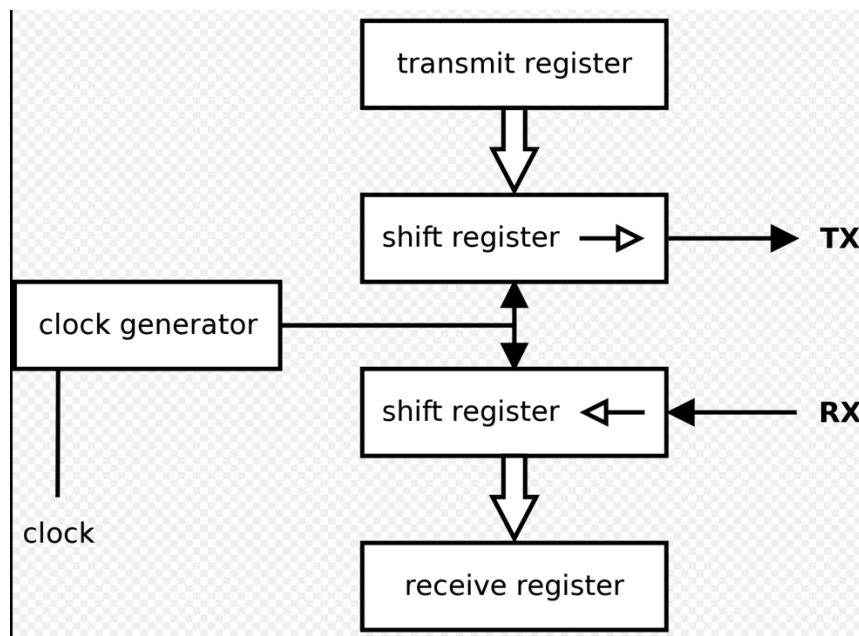 transmit register
shift register
TX
clock generator
shift register
RX
clock
receive register